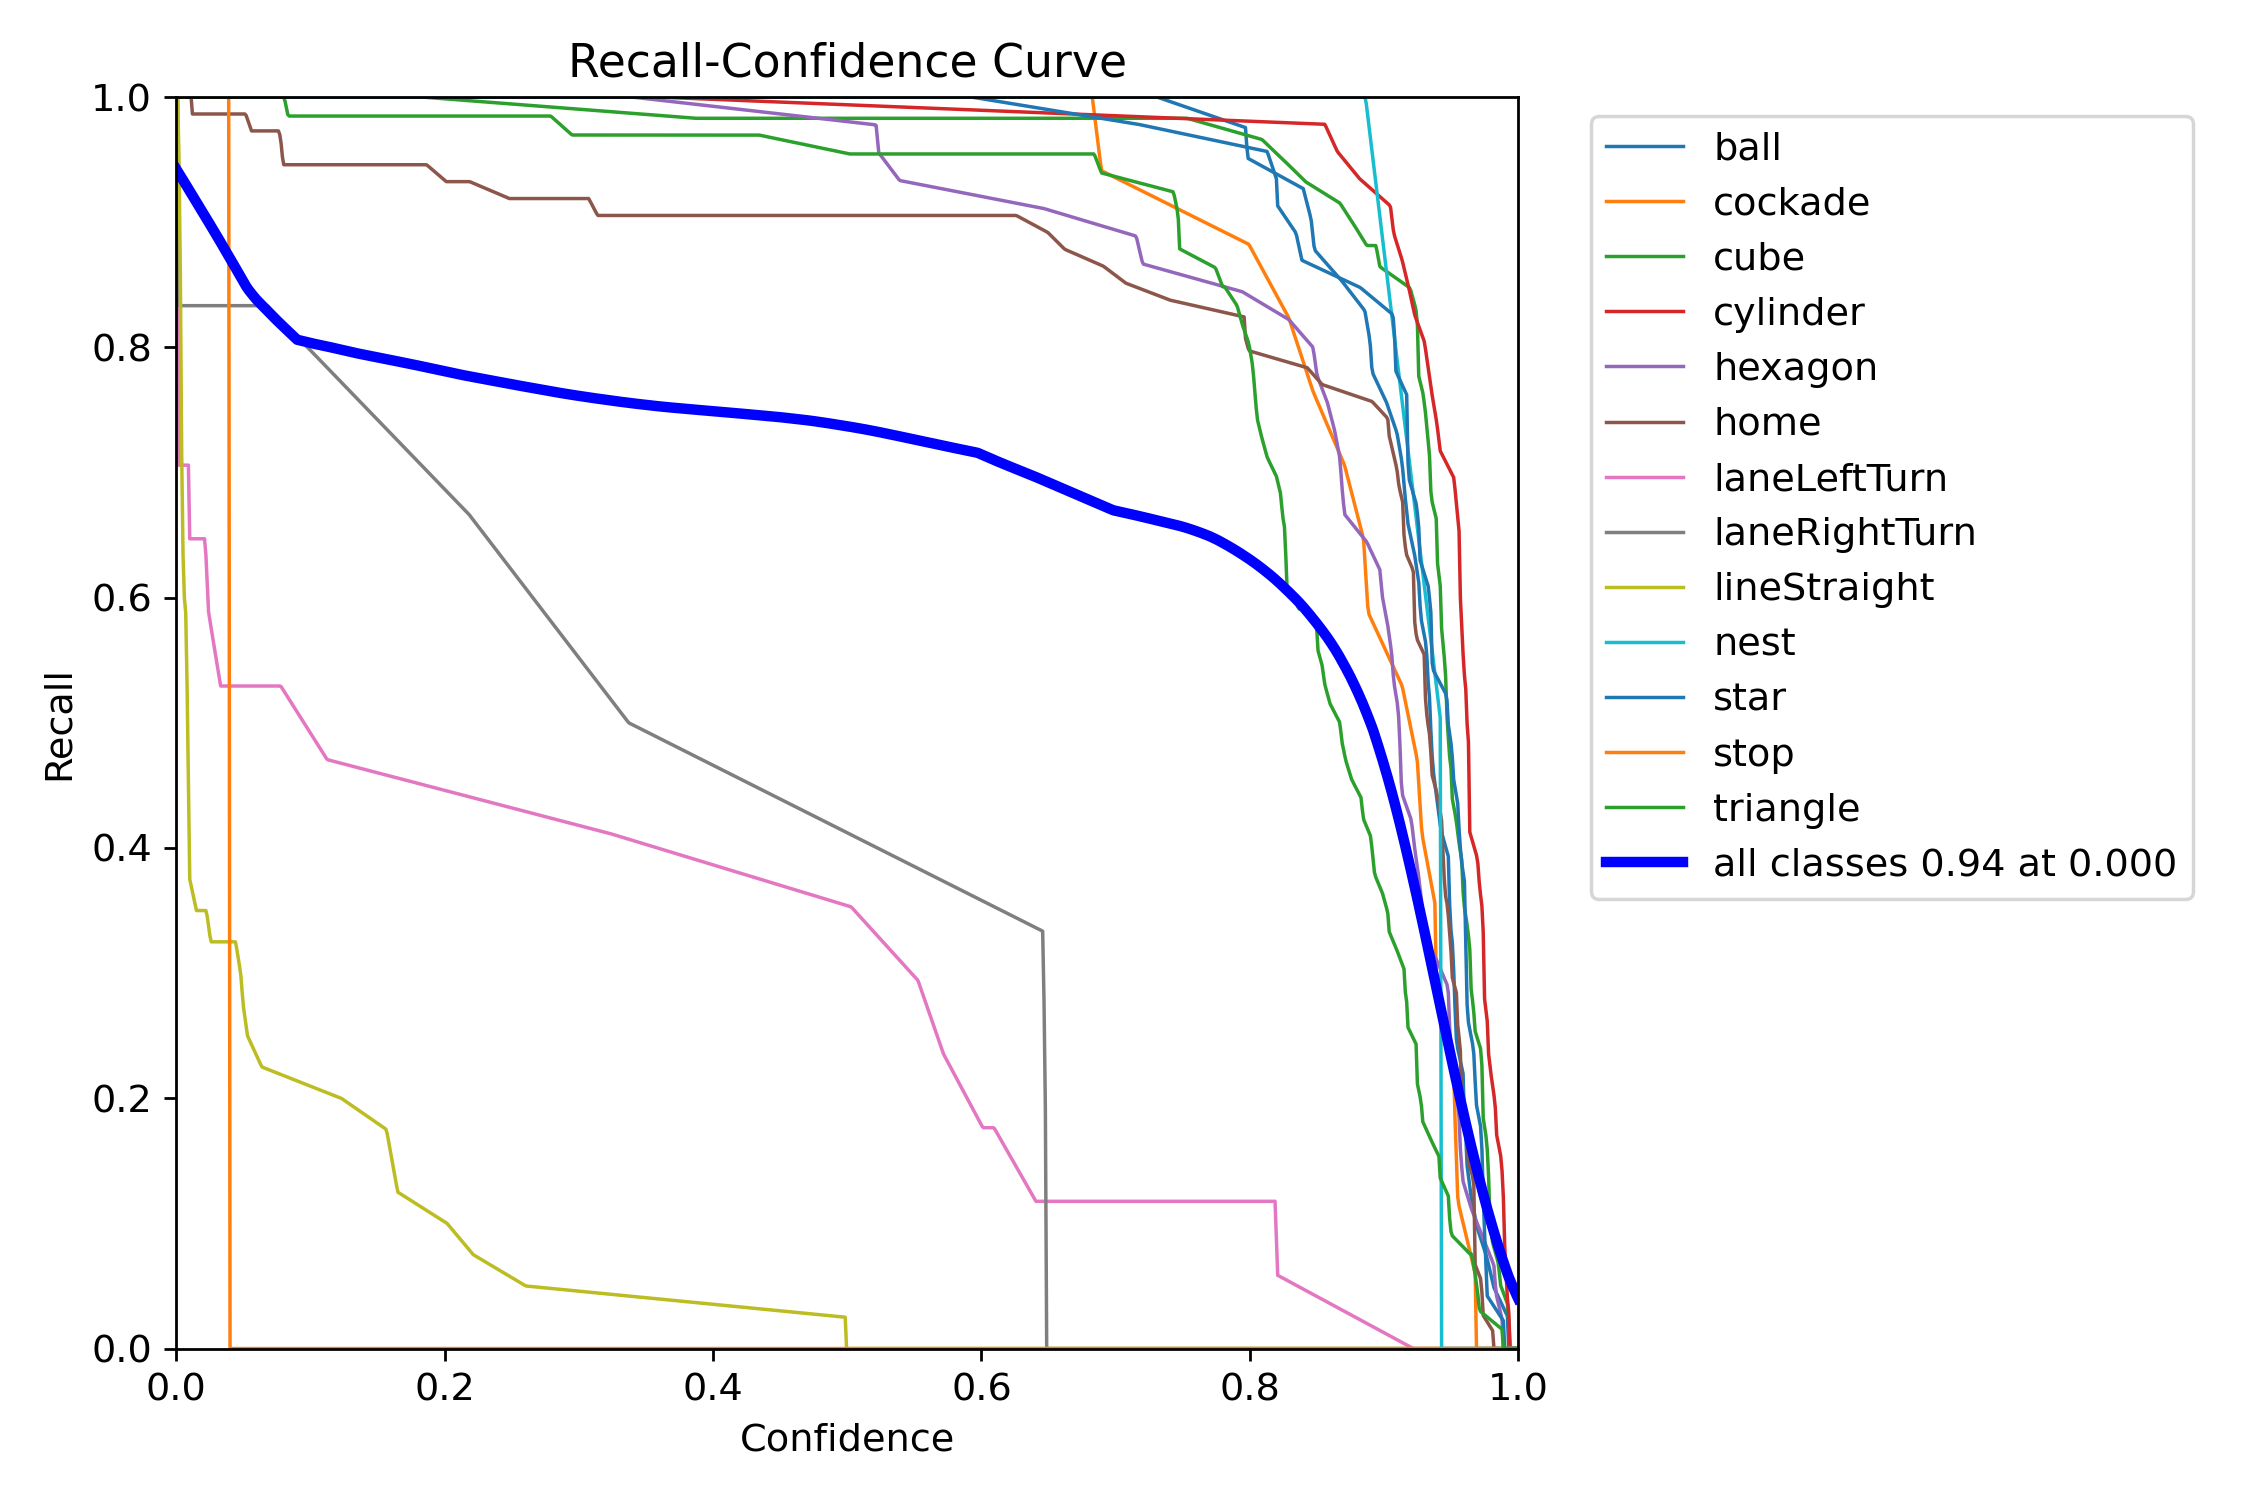 Recall-Confidence Curve
1.0
0.8
0.6
0.4
0.2
0.0
Recall
0.0 0.2 0.4 0.6 0.8 1.0
Confidence
ball
cockade
cube
cylinder
hexagon
home
laneLeftTurn
laneRightTurn
lineStraight
nest
star
stop
triangle
all classes 0.94 at 0.000